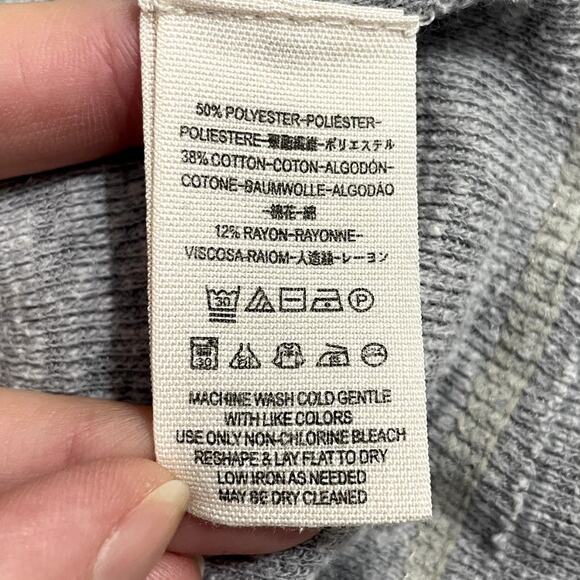 50% POLYESTER-POLIÉSTER-
POLIESTERE-聚酯纖維-ポリエステル
38% COTTON-COTON-ALGODÓN-
COTONE-BAUMWOLLE-ALGODÃO
-棉花-綿
12% RAYON-RAYONNE-
VISCOSA-RAIOM-人造絲-レーヨン
30
P
30
MACHINE WASH COLD GENTLE
WITH LIKE COLORS
USE ONLY NON-CHLORINE BLEACH
RESHAPE & LAY FLAT TO DRY
LOW IRON AS NEEDED
MAY BE DRY CLEANED